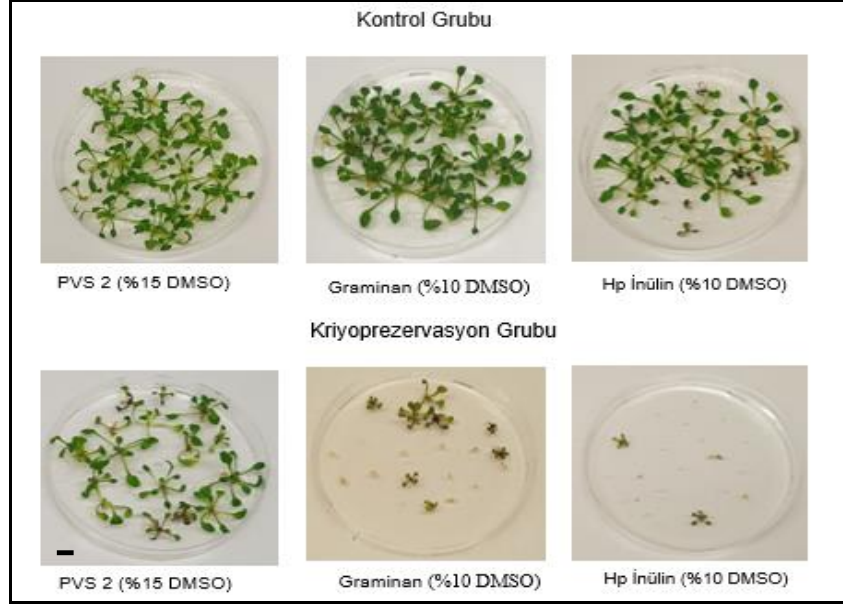 Kontrol Grubu
PVS 2 (%15 DMSO)
Graminan (%10 DMSO)
Hp İnülin (%10 DMSO)
Kriyoprezervasyon Grubu
PVS 2 (%15 DMSO)
Graminan (%10 DMSO)
Hp İnülin (%10 DMSO)